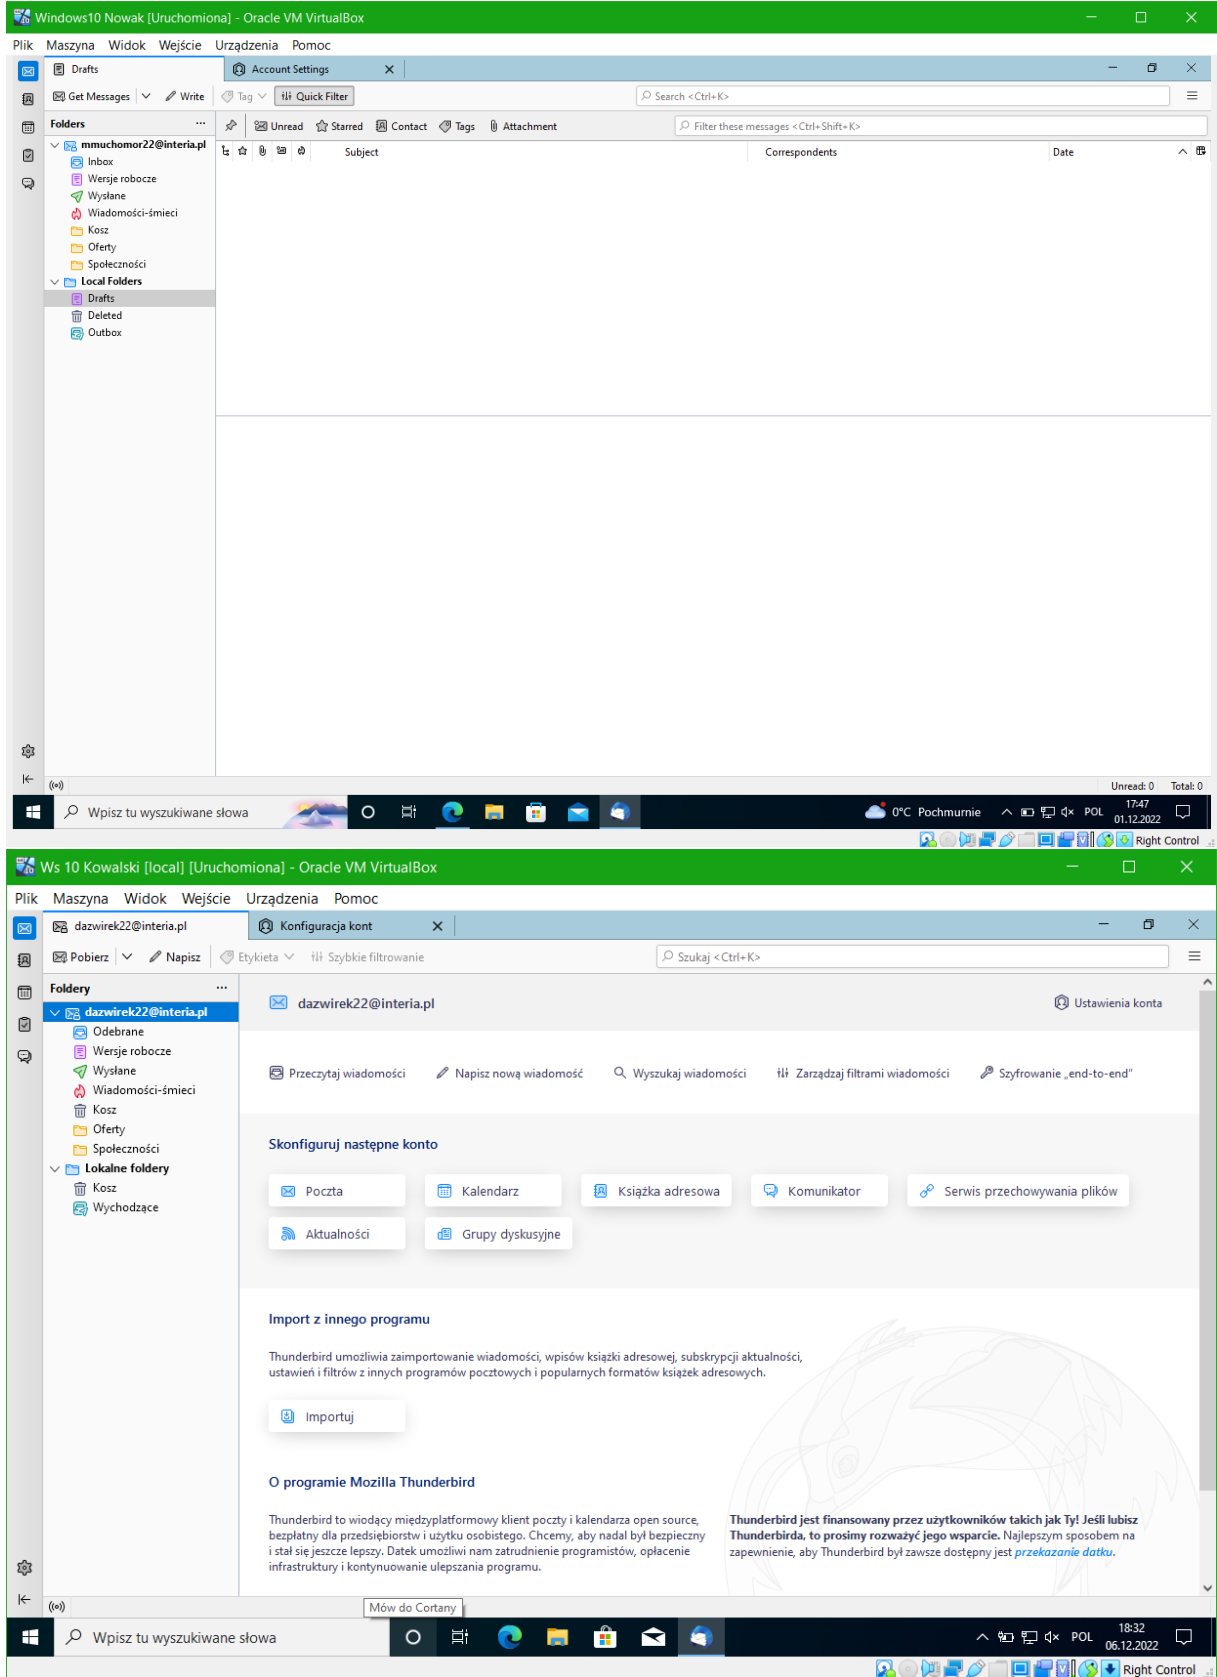 Windows10 Nowak [Uruchomiona] - Oracle VM VirtualBox
Plik Maszyna Widok Wejście Urządzenia Pomoc
Drafts Account Settings
Get Messages Write Tag Quick Filter Search <Ctrl+K>
Folders ··· Unread Starred Contact Tags Attachment Filter these messages <Ctrl+Shift+K>
mmuchomor22@interia.pl Subject Correspondents Date
Inbox
Wersje robocze
Wysłane
Wiadomości-śmieci
Kosz
Oferty
Społeczności
Local Folders
Drafts
Deleted
Outbox
Unread: 0 Total: 0
Wpisz tu wyszukiwane słowa 0°C Pochmurnie POL 17:47
01.12.2022
Right Control
Ws 10 Kowalski [local] [Uruchomiona] - Oracle VM VirtualBox
Plik Maszyna Widok Wejście Urządzenia Pomoc
dazwirek22@interia.pl Konfiguracja kont
Pobierz Napisz Etykieta Szybkie filtrowanie Szukaj <Ctrl+K>
Foldery ···
dazwirek22@interia.pl Ustawienia konta
dazwirek22@interia.pl
Odebrane
Wersje robocze
Wysłane
Wiadomości-śmieci
Kosz
Oferty
Społeczności
Lokalne foldery
Kosz
Wychodzące
Przeczytaj wiadomości Napisz nową wiadomość Wyszukaj wiadomości Zarządzaj filtrami wiadomości Szyfrowanie „end-to-end”
Skonfiguruj następne konto
Poczta Kalendarz Książka adresowa Komunikator Serwis przechowywania plików
Aktualności Grupy dyskusyjne
Import z innego programu
Thunderbird umożliwia zaimportowanie wiadomości, wpisów książki adresowej, subskrypcji aktualności,
ustawień i filtrów z innych programów pocztowych i popularnych formatów książek adresowych.
Importuj
O programie Mozilla Thunderbird
Thunderbird to wiodący międzyplatformowy klient poczty i kalendarza open source,
bezpłatny dla przedsiębiorstw i użytku osobistego. Chcemy, aby nadal był bezpieczny
i stał się jeszcze lepszy. Datek umożliwi nam zatrudnienie programistów, opłacenie
infrastruktury i kontynuowanie ulepszania programu.
Thunderbird jest finansowany przez użytkowników takich jak Ty! Jeśli lubisz
Thunderbirda, to prosimy rozważyć jego wsparcie. Najlepszym sposobem na
zapewnienie, aby Thunderbird był zawsze dostępny jest przekazanie datku.
Mów do Cortany
Wpisz tu wyszukiwane słowa POL 18:32
06.12.2022
Right Control